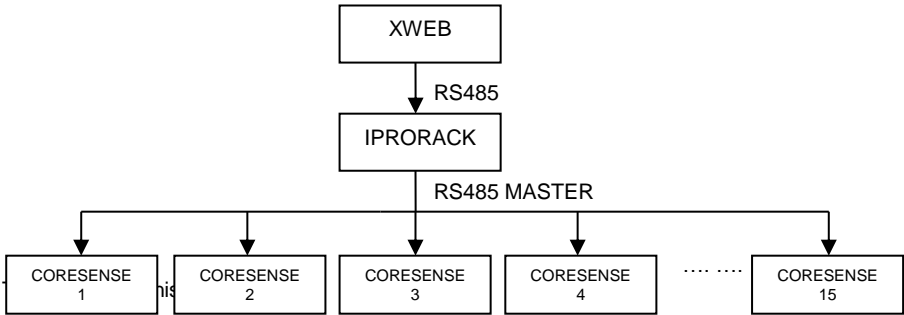 XWEB
RS485
IPRORACK
RS485 MASTER
CORESENSE 1
CORESENSE 2
CORESENSE 3
CORESENSE 4
.... ....
CORESENSE 15